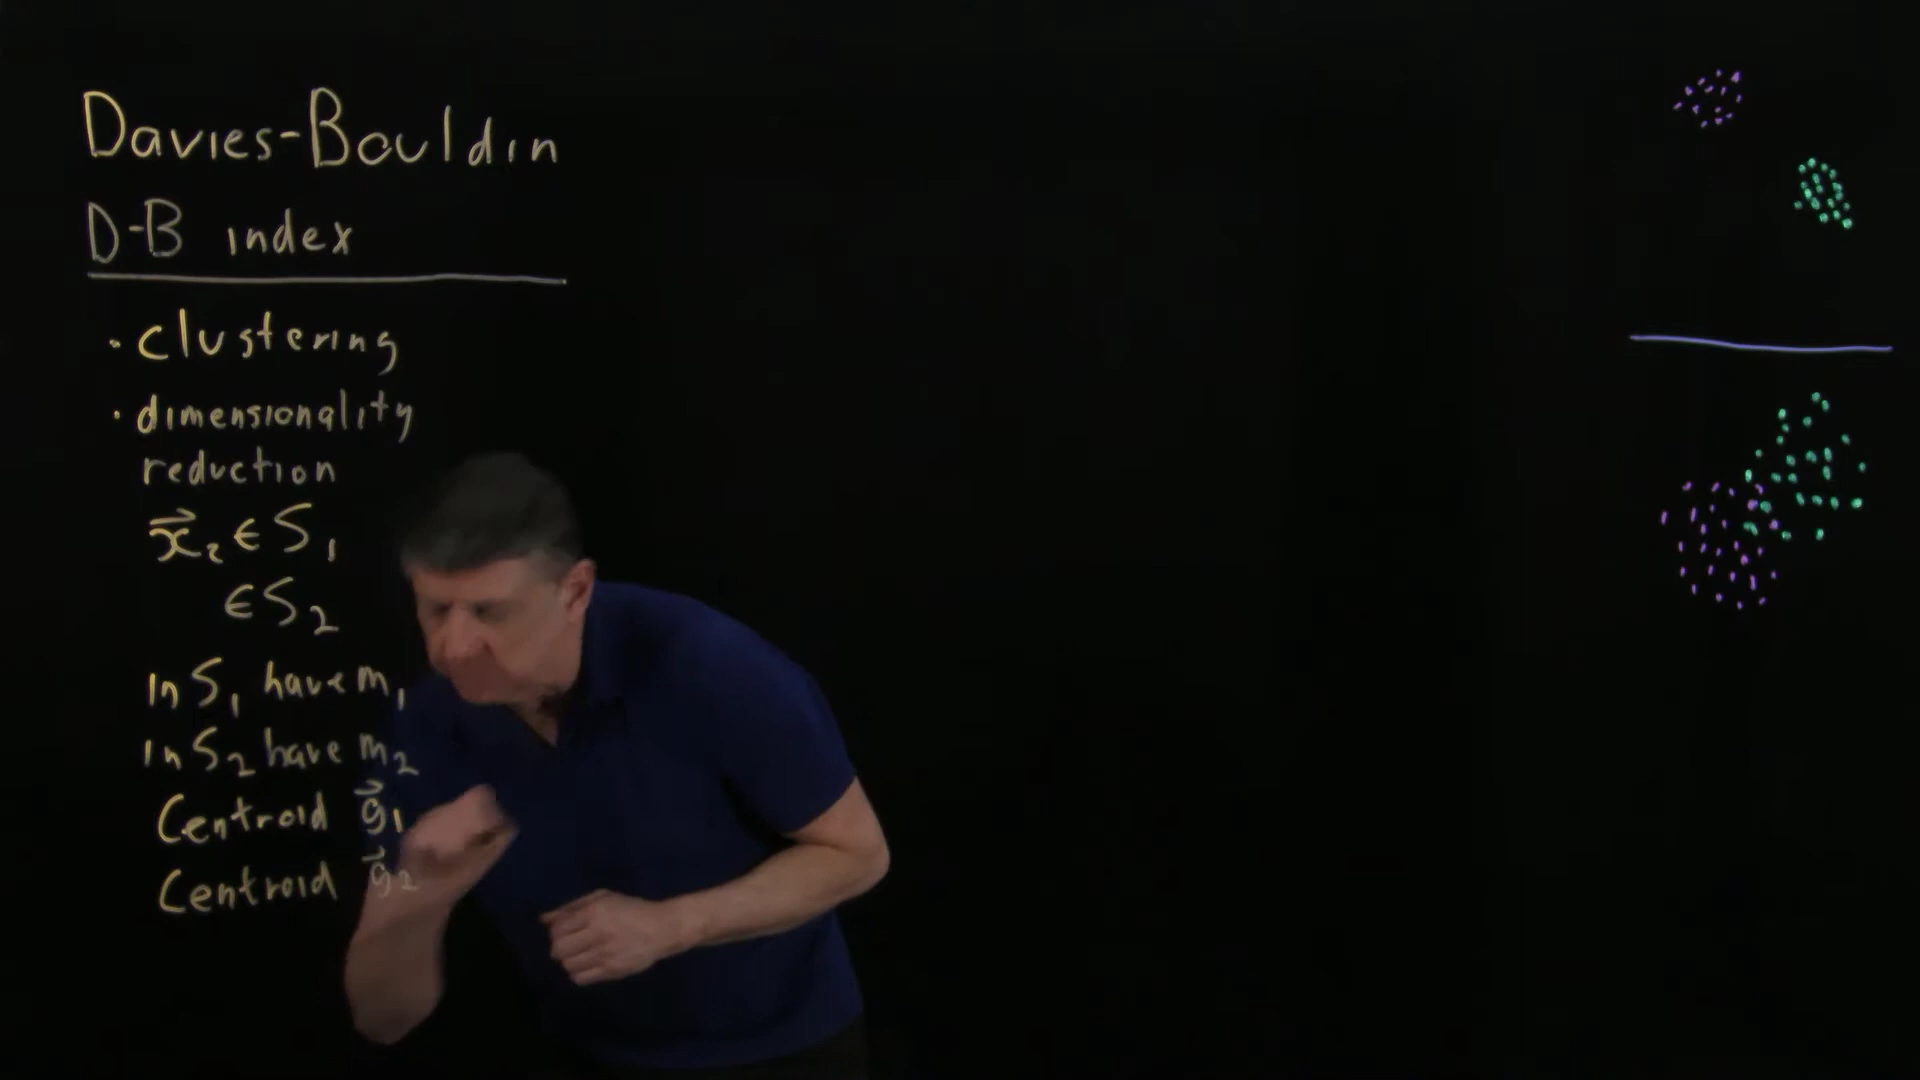 Davies-Bouldin
D-B index
· clustering
· dimensionality
reduction
x⃗₂ ∈ S₁
∈ S₂
In S₁ have m₁
In S₂ have m₂
Centroid g⃗₁
Centroid g⃗₂